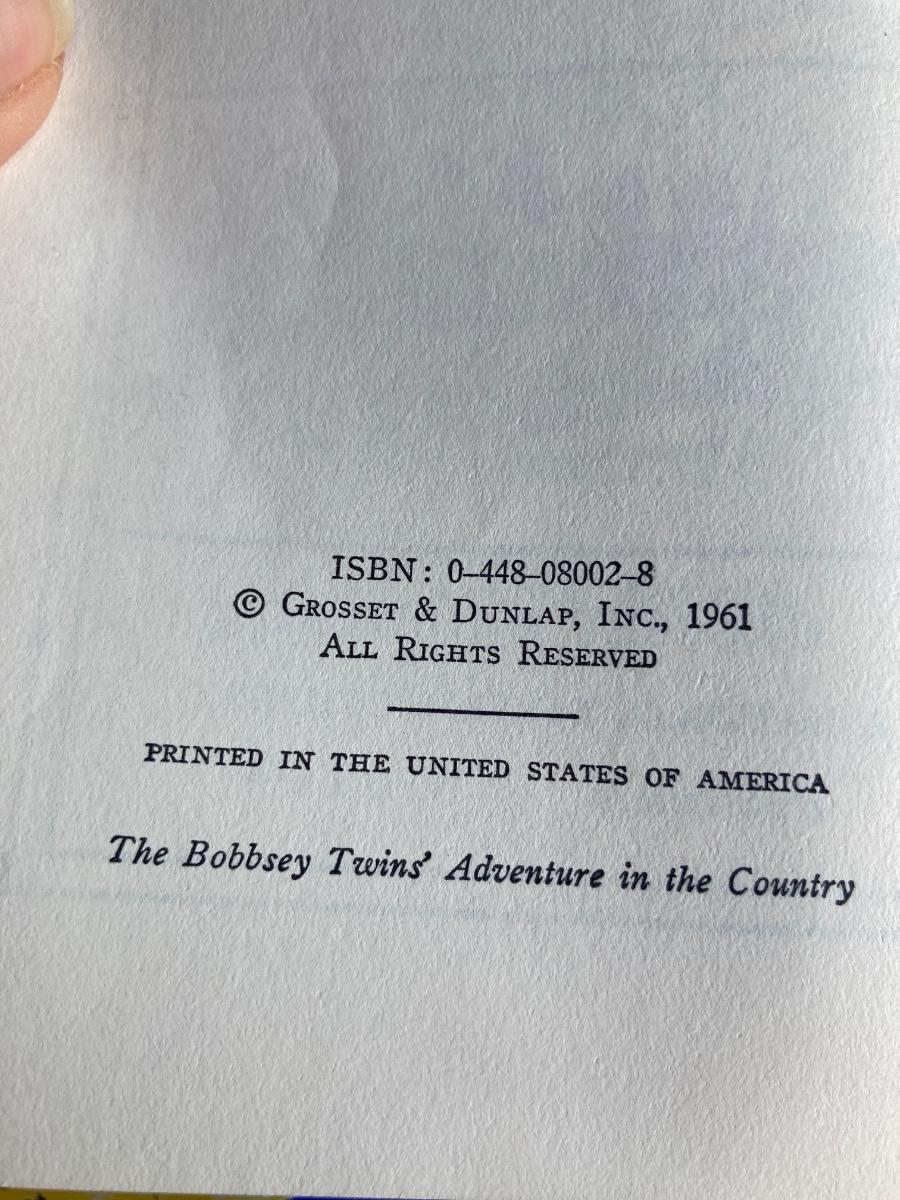 ISBN: 0–448–08002–8
© GROSSET & DUNLAP, INC., 1961
ALL RIGHTS RESERVED
PRINTED IN THE UNITED STATES OF AMERICA
The Bobbsey Twins’ Adventure in the Country